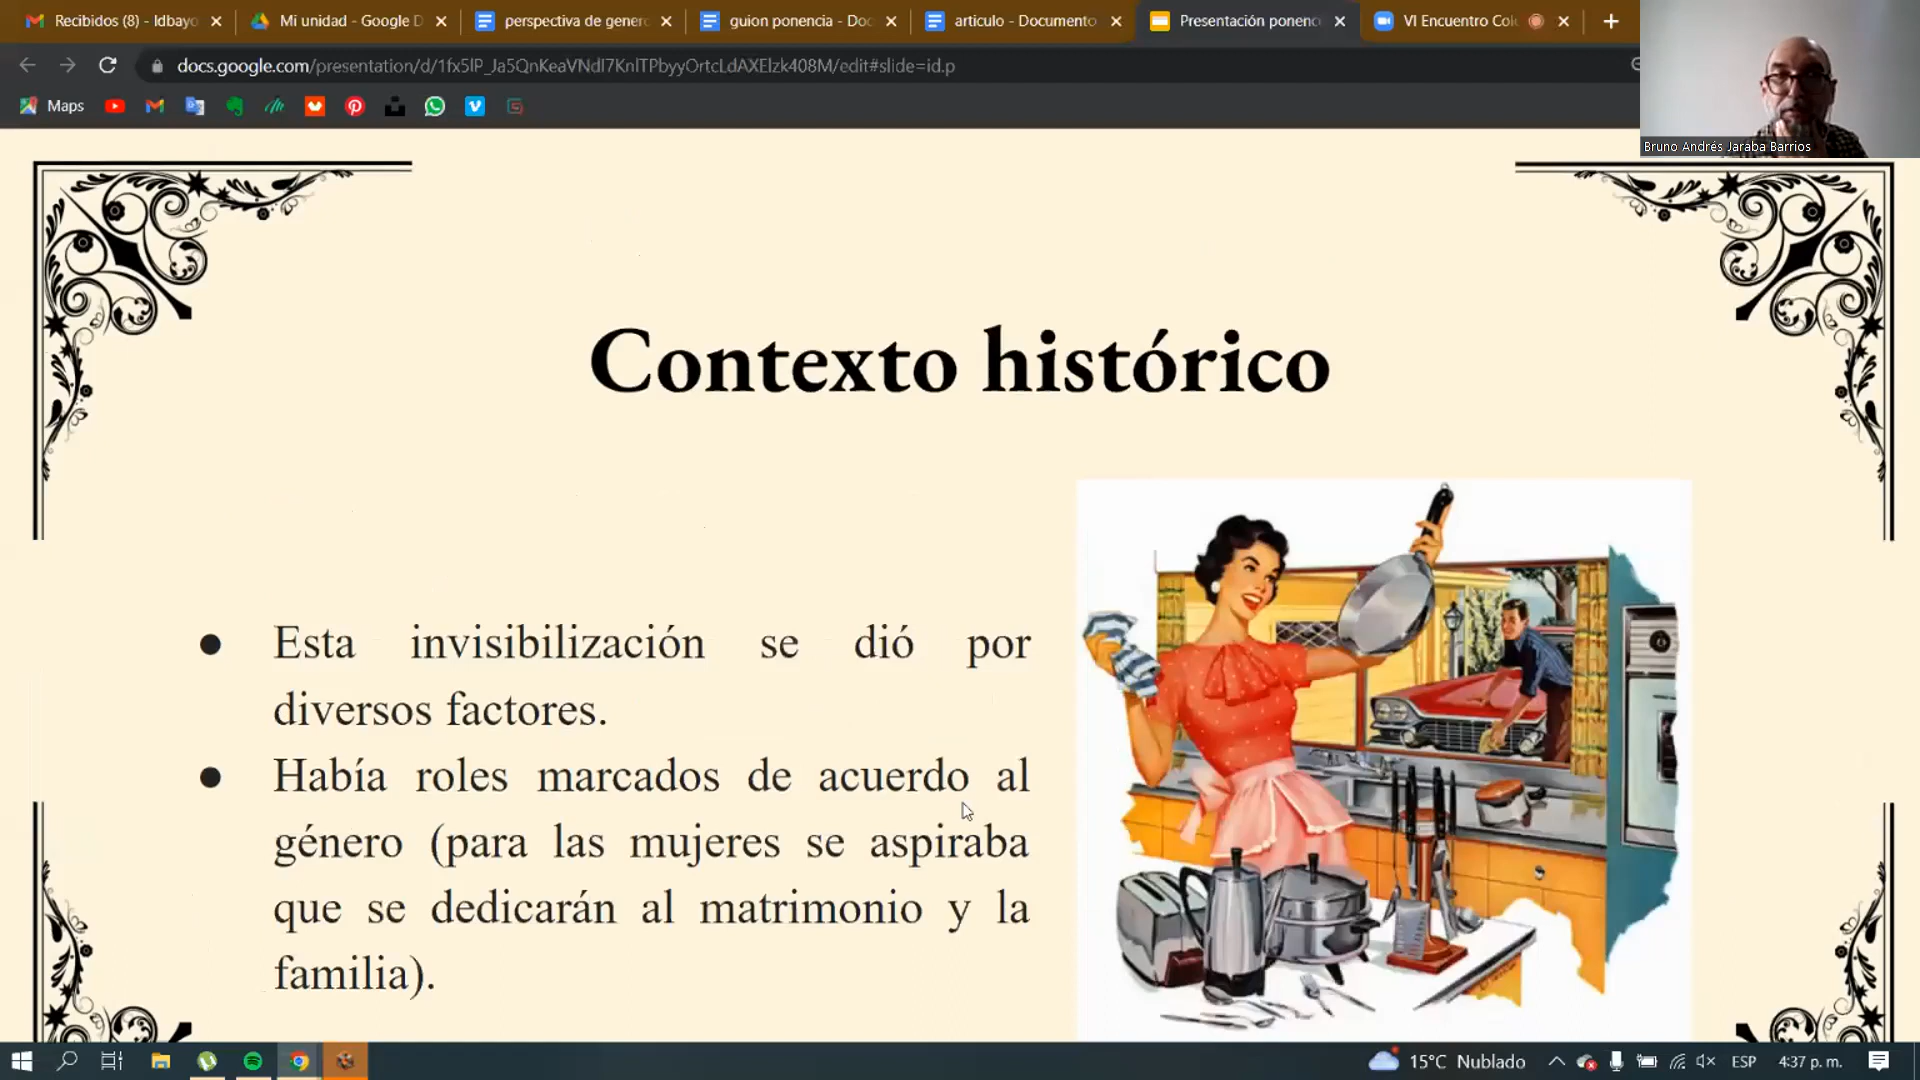 Recibidos (8) - Idbayo
Mi unidad - Google D
perspectiva de genero
guion ponencia - Doc
articulo - Documento
Presentación ponenc
VI Encuentro Col
docs.google.com/presentation/d/1fx5lP_Ja5QnKeaVNdl7KnlTPbyyOrtcLdAXElzk408M/edit#slide=id.p
Maps
Bruno Andrés Jaraba Barrios
Contexto histórico
● Esta invisibilización se dió por
diversos factores.
● Había roles marcados de acuerdo al
género (para las mujeres se aspiraba
que se dedicarán al matrimonio y la
familia).
15°C Nublado
ESP
4:37 p. m.